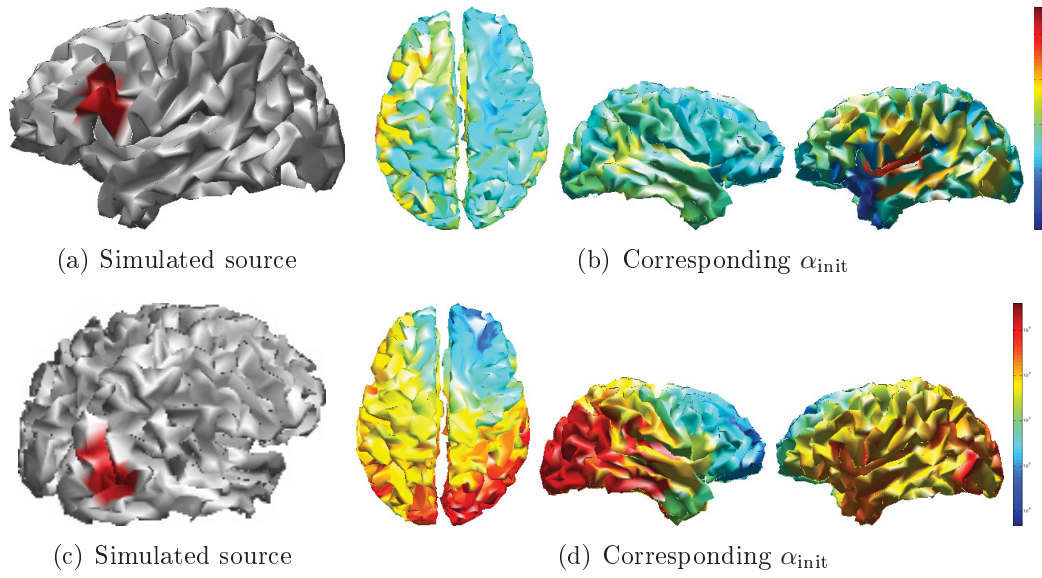 (a) Simulated source
(b) Corresponding αinit
(c) Simulated source
(d) Corresponding αinit